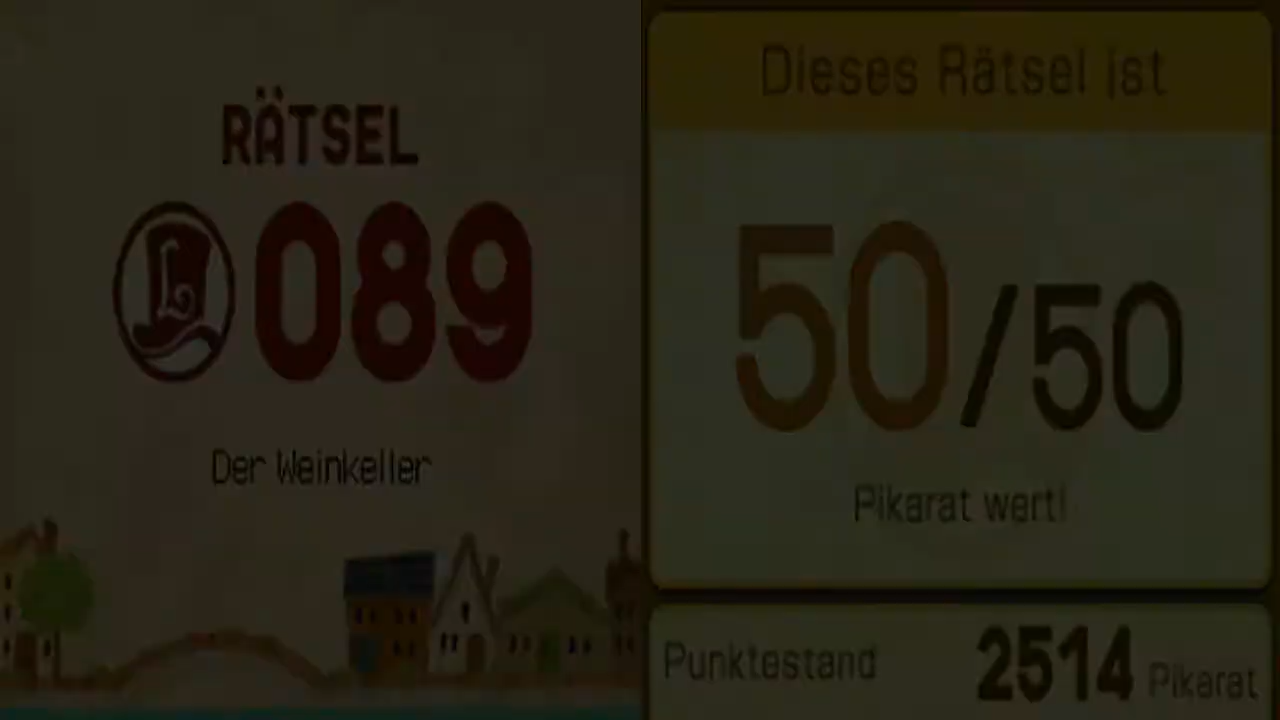 RÄTSEL
L 089
Der Weinkeller
Dieses Rätsel ist
50/50
Pikarat wert!
Punktestand 2514 Pikarat